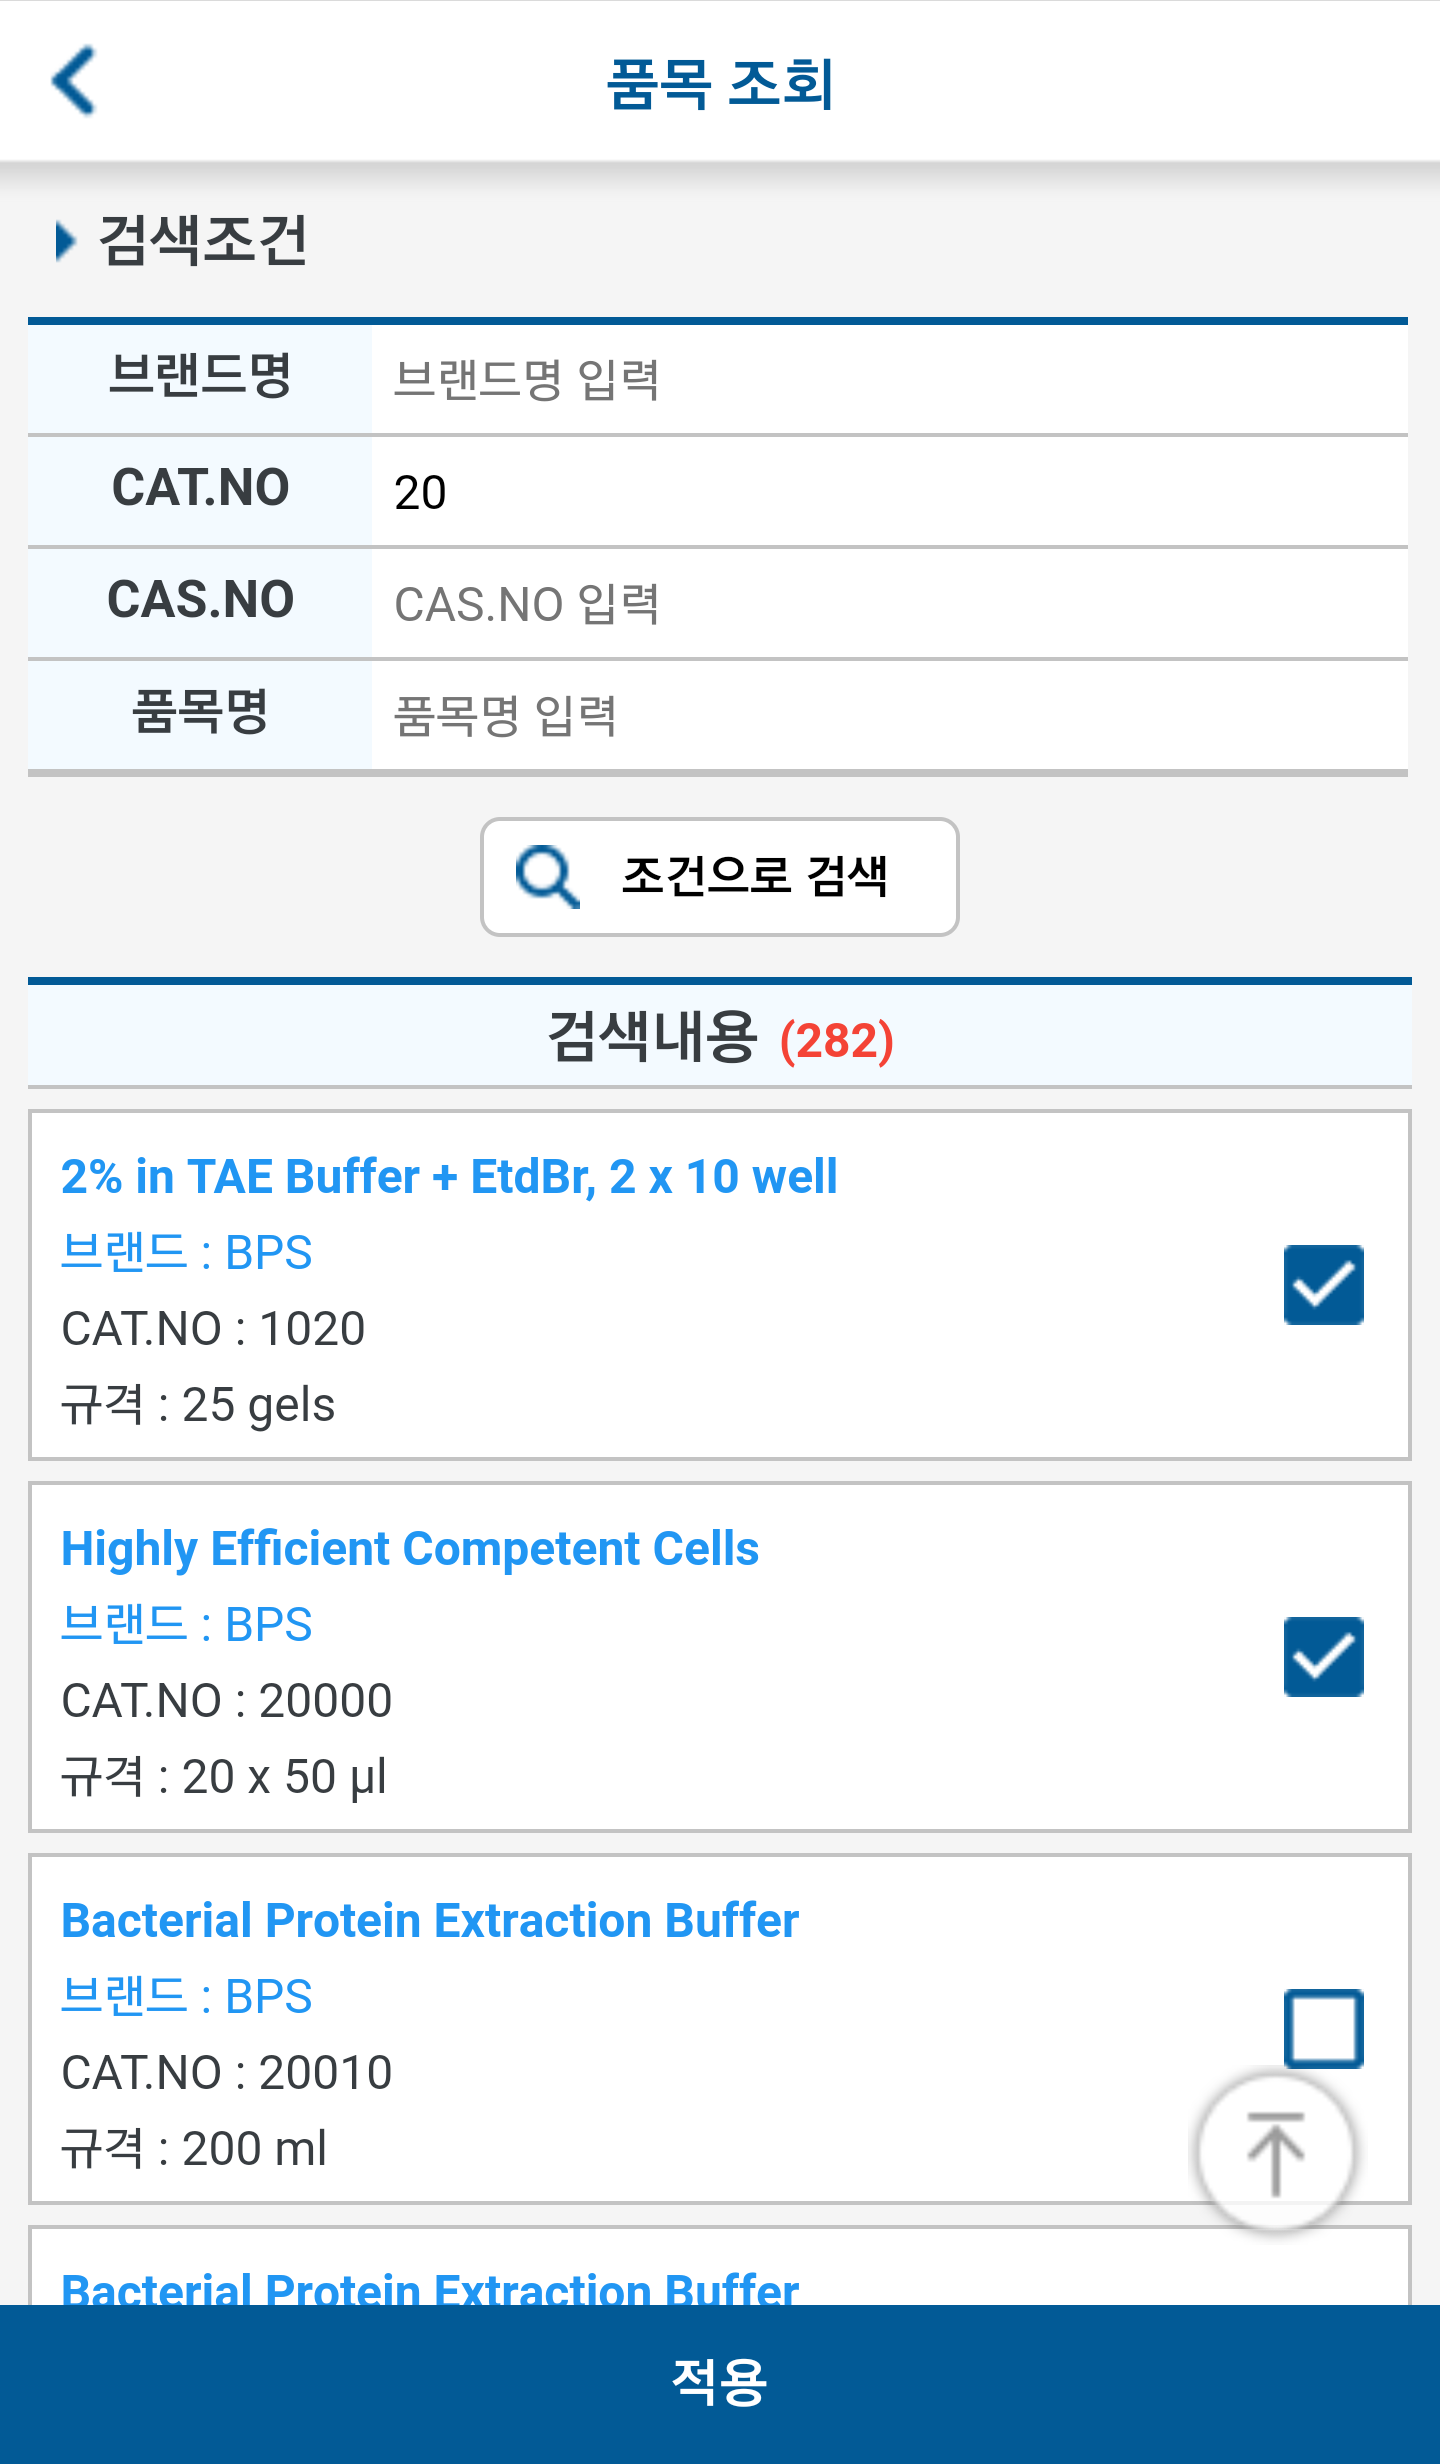 품목 조회
검색조건
브랜드명 브랜드명 입력
CAT.NO 20
CAS.NO CAS.NO 입력
품목명 품목명 입력
조건으로 검색
검색내용 (282)
2% in TAE Buffer + EtdBr, 2 x 10 well
브랜드 : BPS
CAT.NO : 1020
규격 : 25 gels
Highly Efficient Competent Cells
브랜드 : BPS
CAT.NO : 20000
규격 : 20 x 50 µl
Bacterial Protein Extraction Buffer
브랜드 : BPS
CAT.NO : 20010
규격 : 200 ml
Bacterial Protein Extraction Buffer
적용